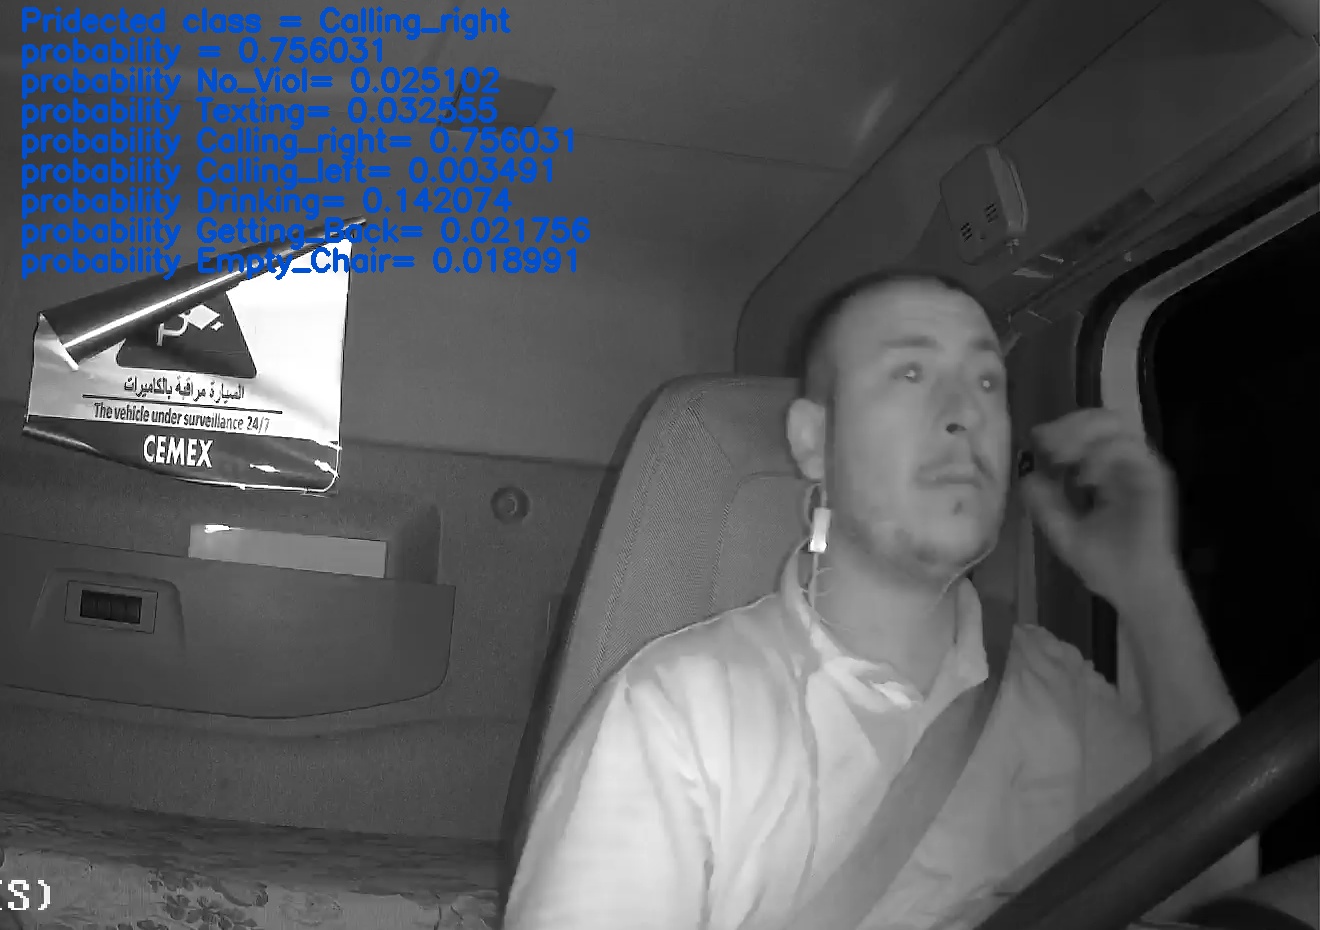 Pridected class = Calling_right
probability = 0.756031
probability No_Viol= 0.025102
probability Texting= 0.032555
probability Calling_right= 0.756031
probability Calling_left= 0.003491
probability Drinking= 0.142074
probability Getting_Back= 0.021756
probability Empty_Chair= 0.018991
السيارة مراقبة بالكاميرات
The vehicle under surveillance 24/7
CEMEX
S)